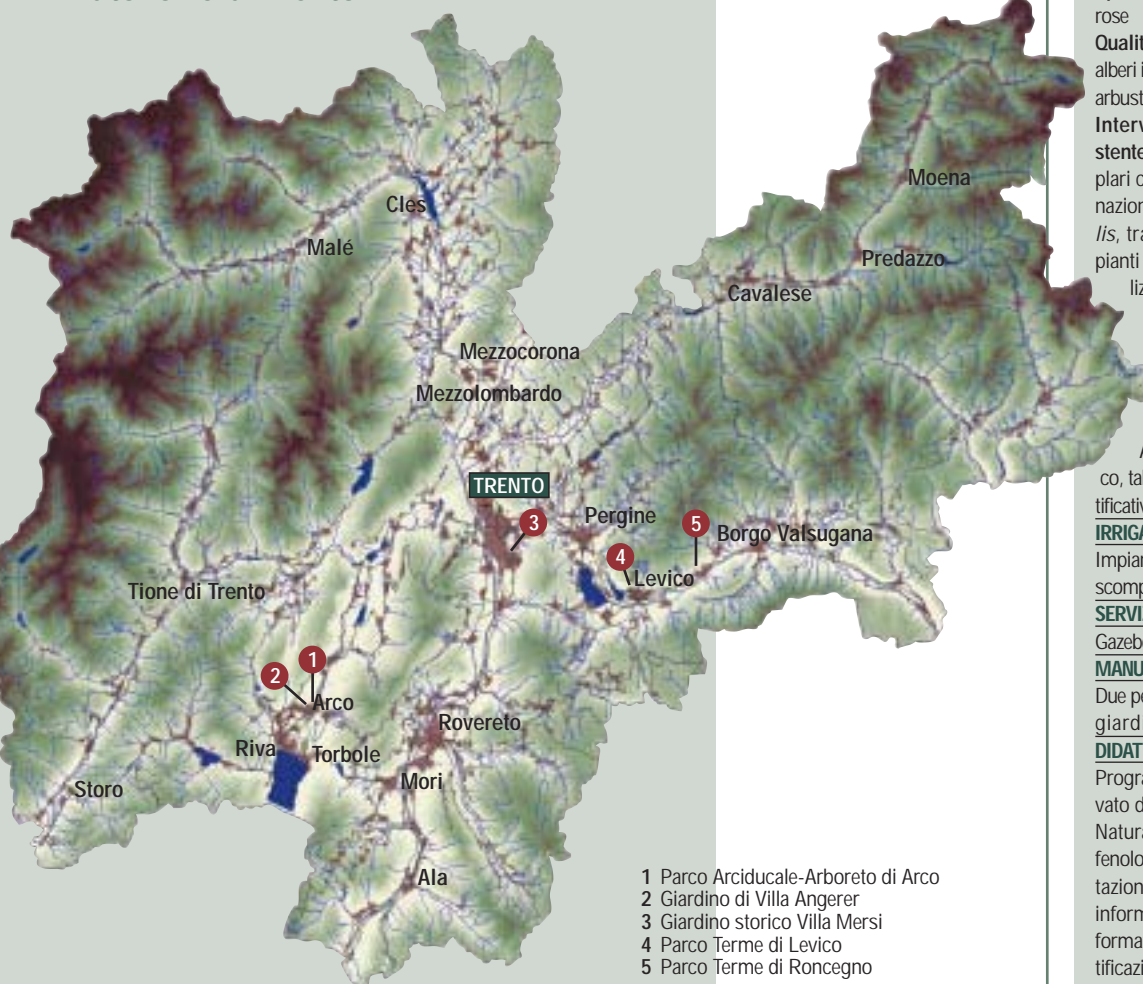 Moena
Cles
Malé
Predazzo
Cavalese
Mezzocorona
Mezzolombardo
TRENTO
3
Pergine
5
Borgo Valsugana
4
Levico
Tione di Trento
1
2
Arco
Rovereto
Riva
Torbole
Mori
Storo
Ala
1 Parco Arciducale-Arboreto di Arco
2 Giardino di Villa Angerer
3 Giardino storico Villa Mersi
4 Parco Terme di Levico
5 Parco Terme di Roncegno
rose
Qualit
alberi i
arbust
Interv
stente
plari
nazion
lis, tra
pianti
liz
co, ta
tificativ
IRRIGA
Impian
scomp
SERVI
Gazeb
MANU
Due pe
giardi
DIDAT
Progra
vato d
Natura
fenolo
tazion
inform
forma
tificazi